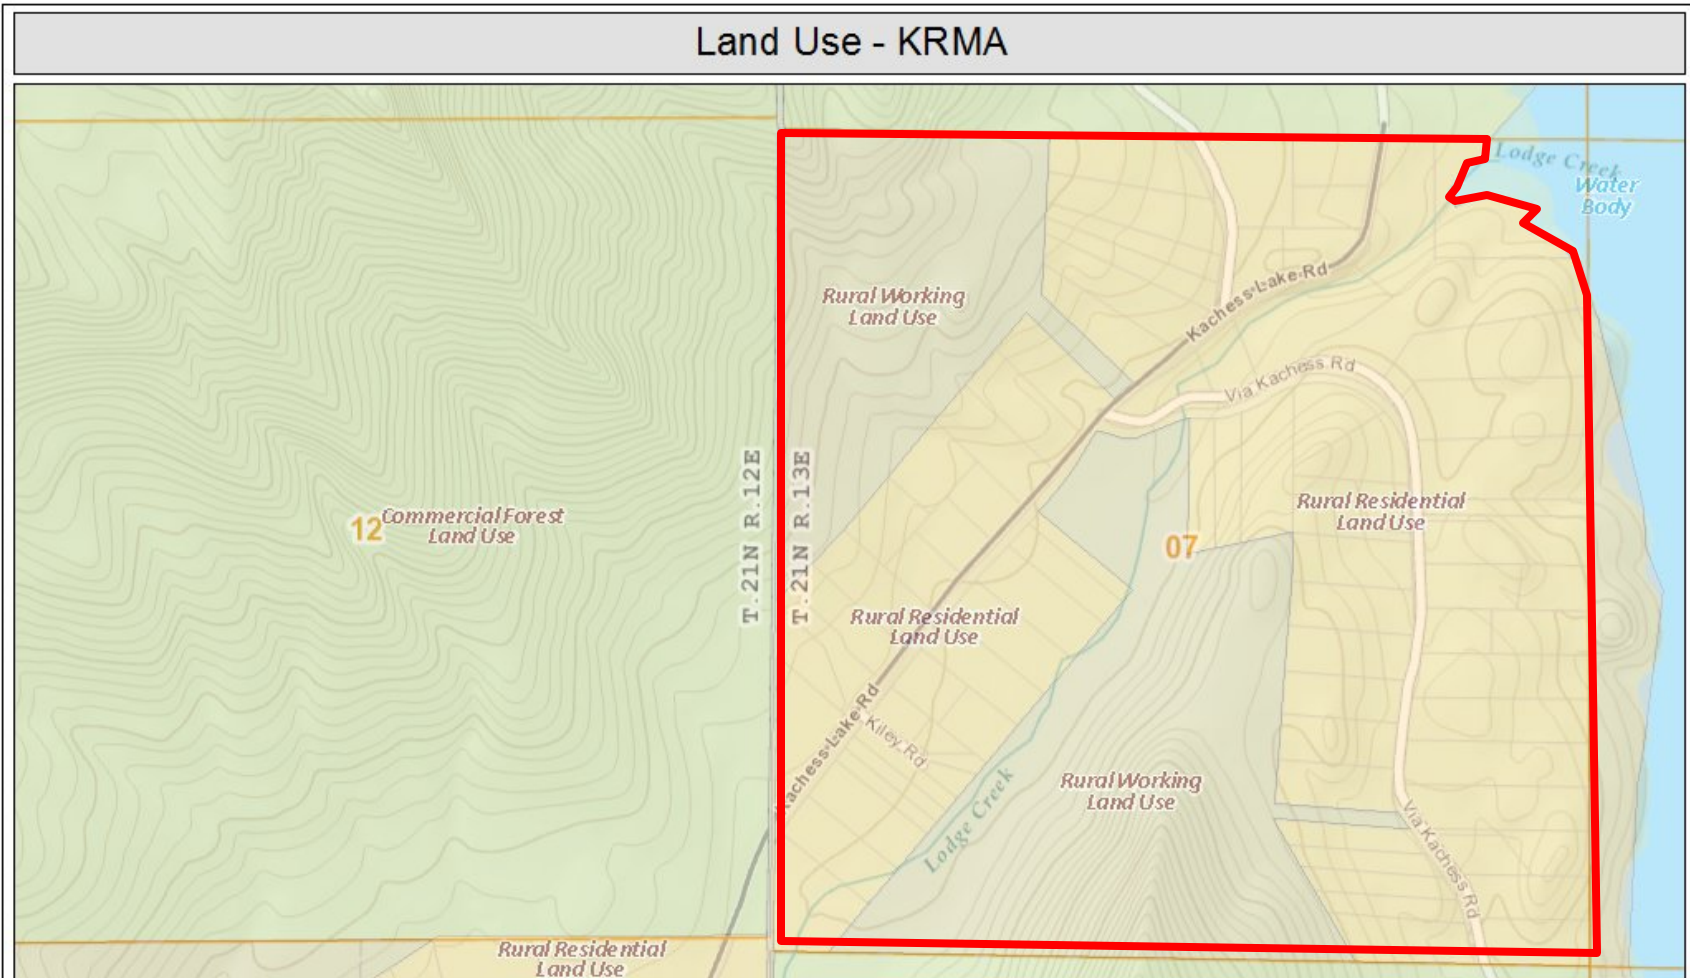 Land Use - KRMA
Lodge Creek
Water
Body
Kachess-Lake-Rd
Rural Working
Land Use
Via Kachess Rd
T.21N R.12E
T.21N R.13E
12
Commercial Forest
Land Use
Rural Residential
Land Use
07
Rural Residential
Land Use
Kachess-Lake-Rd
Kiley Rd
Rural Working
Land Use
Lodge Creek
Via Kachess Rd
Rural Residential
Land Use